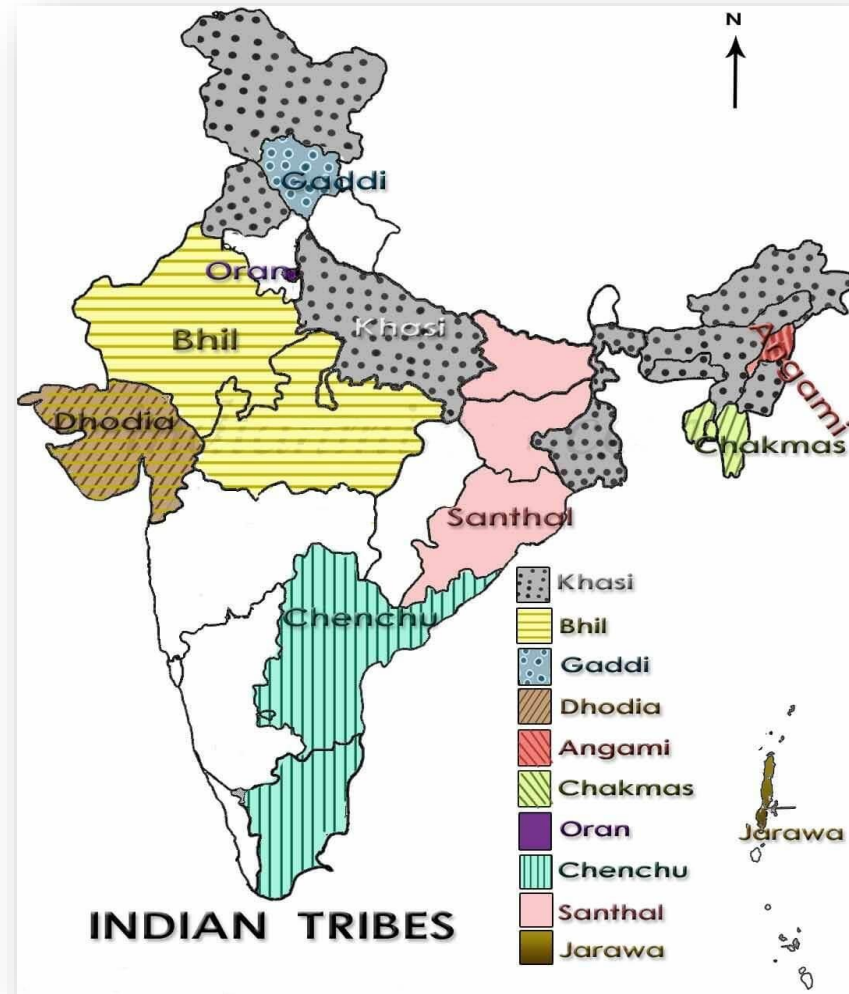 N
Gaddi
Oran
Khasi
Bhil
Angami
Dhodia
Chakmas
Santhal
Chenchu
Khasi
Bhil
Gaddi
Dhodia
Angami
Chakmas
Oran
Chenchu
Santhal
Jarawa
Jarawa
INDIAN TRIBES